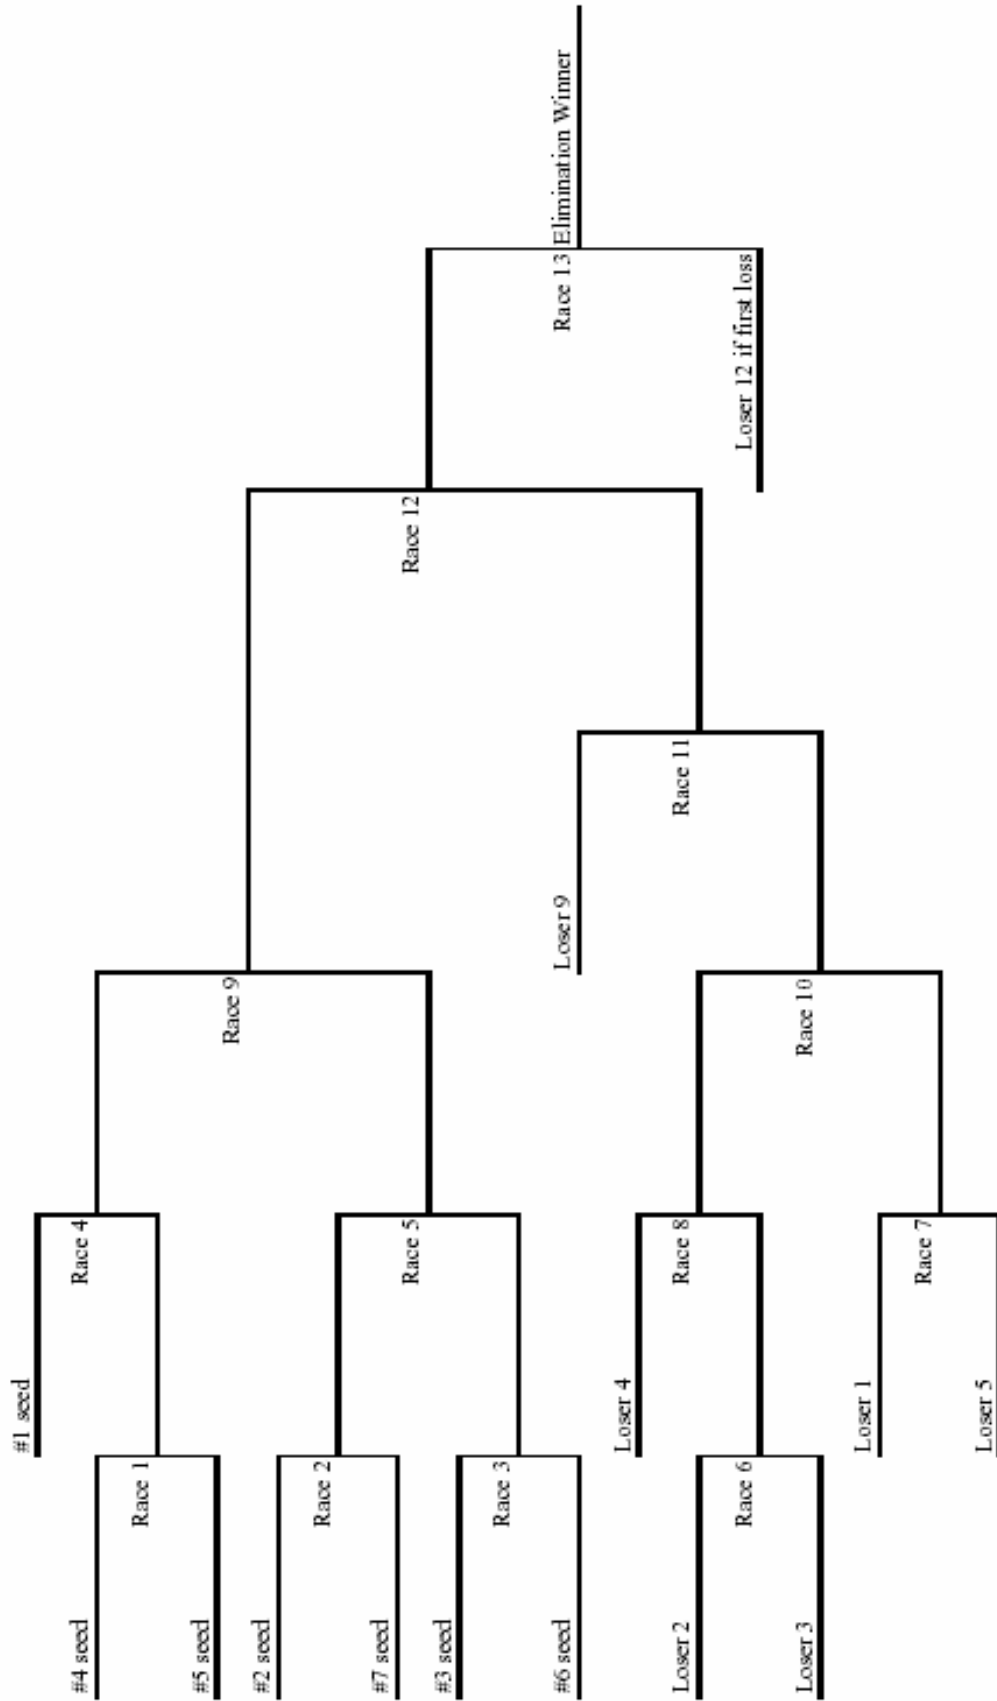 #1 seed
#4 seed
Race 4
Race 1
#5 seed
Race 9
#2 seed
Race 2
#7 seed
Race 5
Race 12
#3 seed
Race 3
#6 seed
Loser 9
Race 13
Elimination Winner
Loser 4
Loser 2
Race 8
Race 11
Race 6
Loser 12 if first loss
Loser 3
Race 10
Loser 1
Race 7
Loser 5